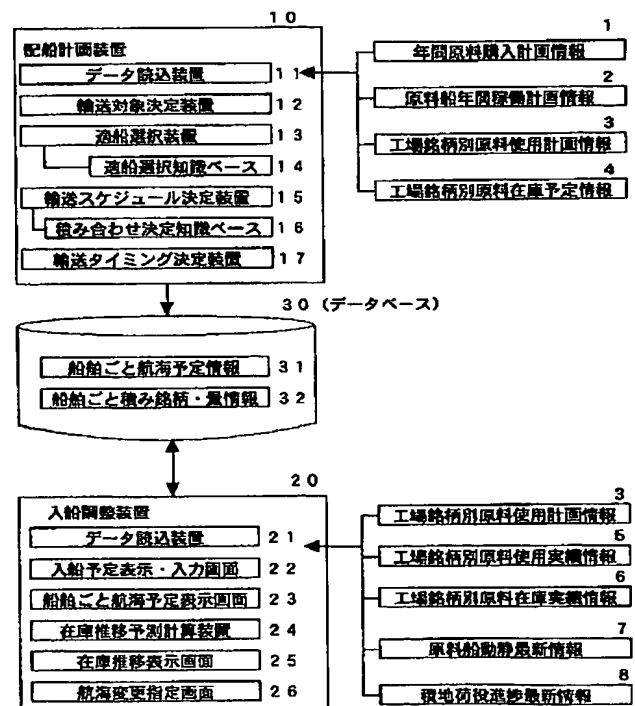 10
配船計画装置
データ読込装置 11
輸送対象決定装置 12
適船選択装置 13
適船選択知識ベース 14
輸送スケジュール決定装置 15
積み合わせ決定知識ベース 16
輸送タイミング決定装置 17
1
年間原料購入計画情報
2
原料船年間稼働計画情報
3
工場銘柄別原料使用計画情報
4
工場銘柄別原料在庫予定情報
30（データベース）
船舶ごと航海予定情報 31
船舶ごと積み銘柄・量情報 32
20
入船調整装置
データ読込装置 21
入船予定表示・入力画面 22
船舶ごと航海予定表示画面 23
在庫推移予測計算装置 24
在庫推移表示画面 25
航海変更指定画面 26
3
工場銘柄別原料使用計画情報
5
工場銘柄別原料使用実績情報
6
工場銘柄別原料在庫実績情報
7
原料船動静最新情報
8
積地荷役進捗最新情報